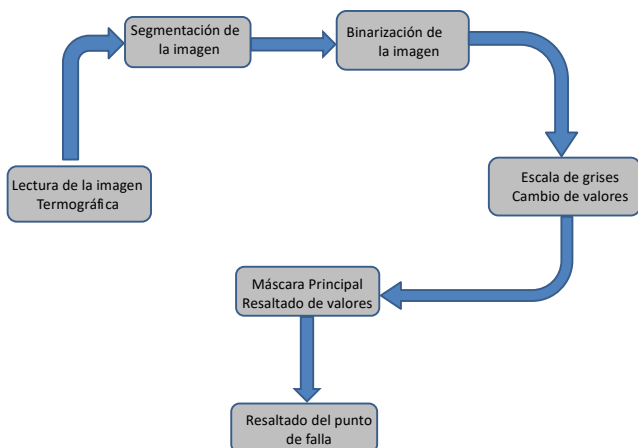 Segmentación de
la imagen
Binarización de
la imagen
Lectura de la imagen
Termográfica
Escala de grises
Cambio de valores
Máscara Principal
Resaltado de valores
Resaltado del punto
de falla